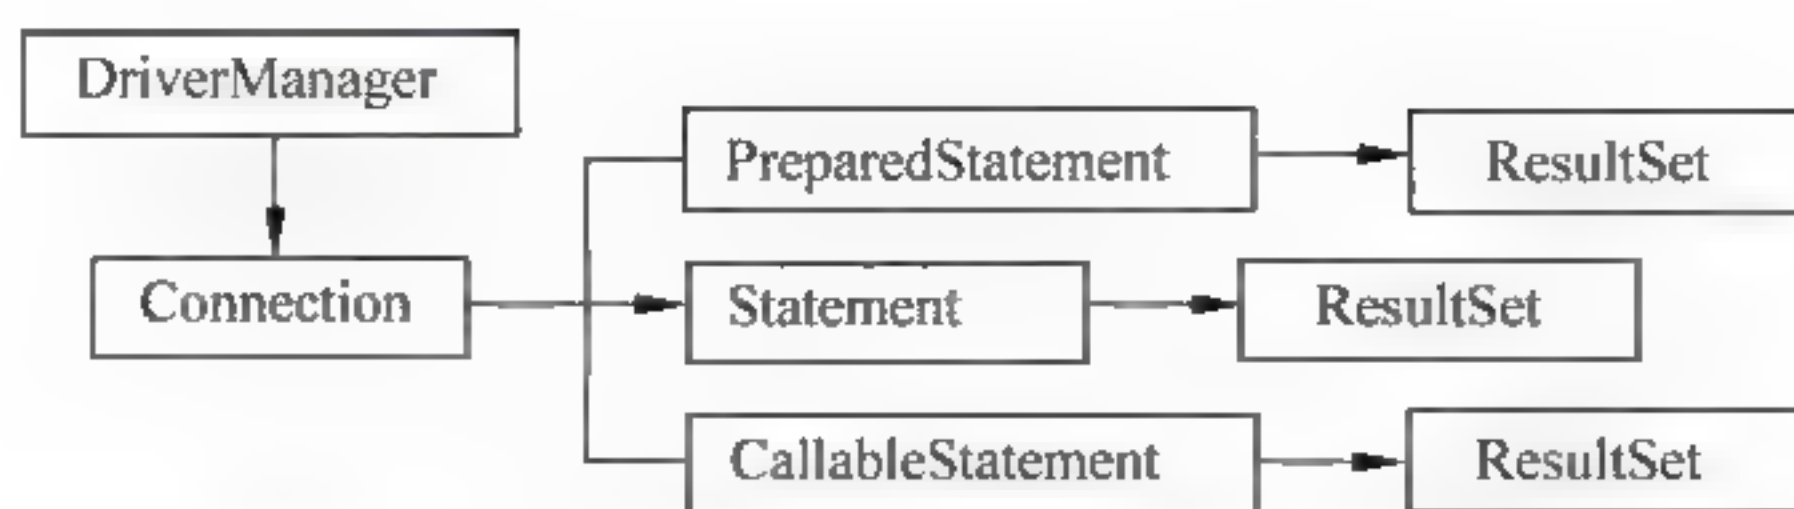 DriverManager
PreparedStatement
ResultSet
Connection
Statement
ResultSet
CallableStatement
ResultSet